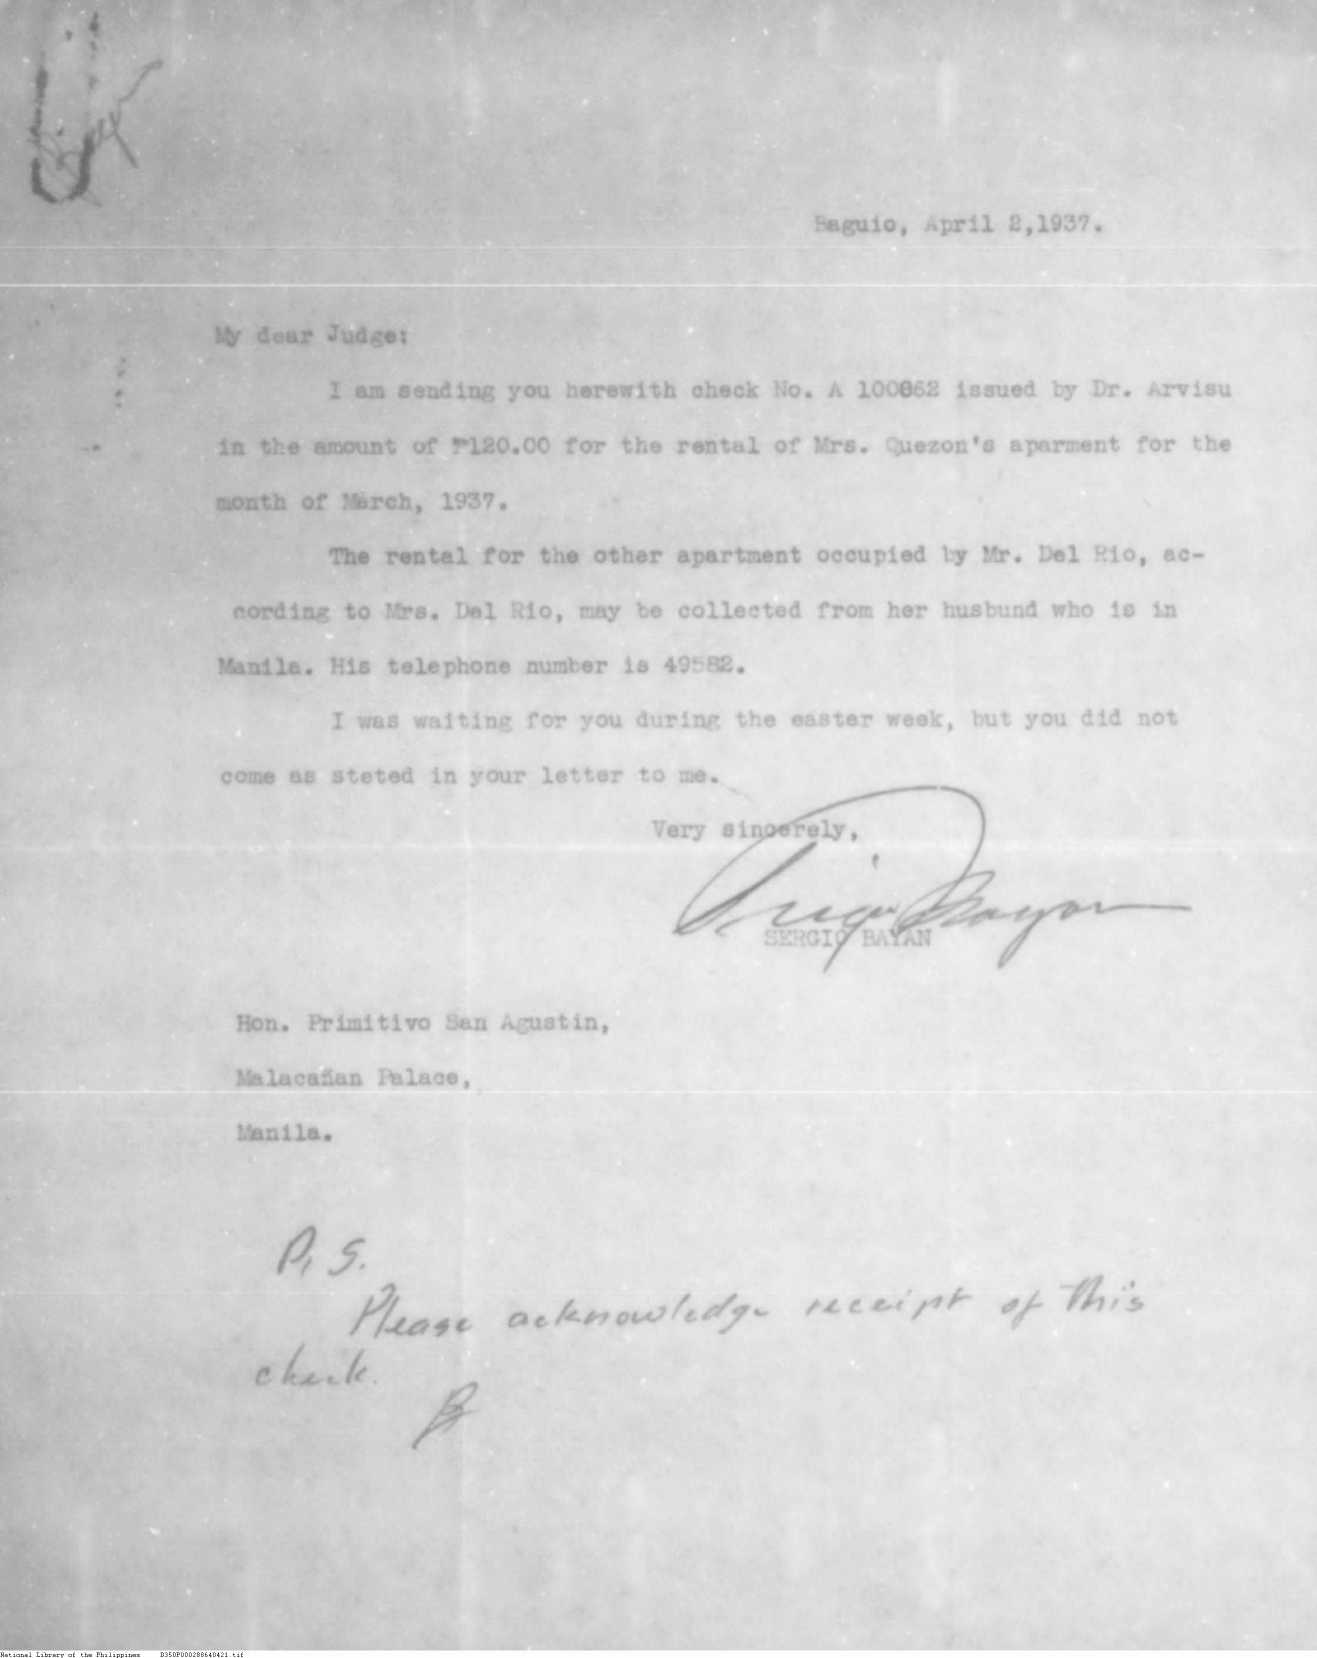 Baguio, April 2,1937.
My dear Judge:
I am sending you herewith check No. A 100862 issued by Dr. Arvisu
in the amount of ₱120.00 for the rental of Mrs. Quezon's aparment for the
month of March, 1937.
The rental for the other apartment occupied by Mr. Del Rio, ac-
cording to Mrs. Del Rio, may be collected from her husbund who is in
Manila. His telephone number is 49582.
I was waiting for you during the easter week, but you did not
come as steted in your letter to me.
Very sincerely,
Sergio Bayan
SERGIO BAYAN
Hon. Primitivo San Agustin,
Malacañan Palace,
Manila.
P. S.
Please acknowledge receipt of this
check.
B
National Library of the Philippines D350P000288640421.tif